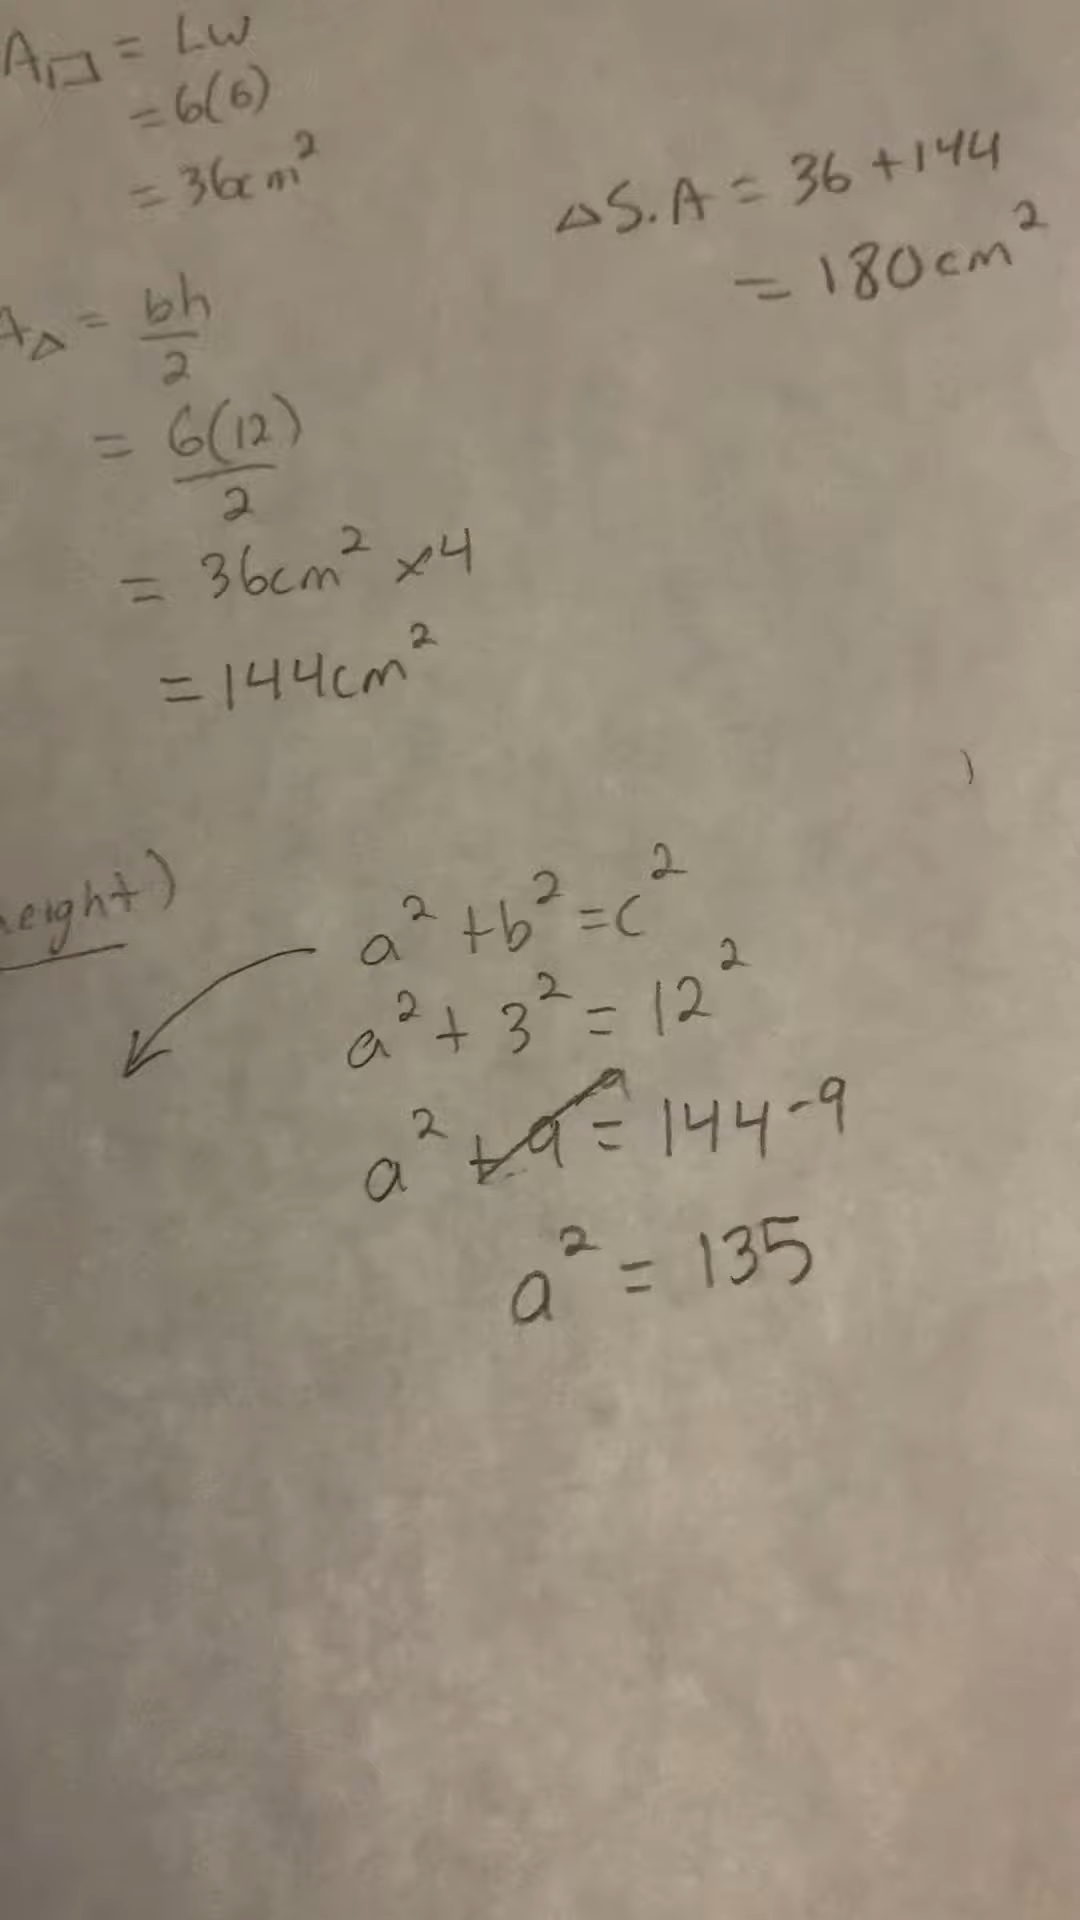 A▭ = LW
= 6(6)
= 36cm²
A△ = bh/2
= 6(12)/2
= 36cm² ×4
= 144cm²
△S.A = 36 + 144
= 180cm²
eight)
a² + b² = c²
a² + 3² = 12²
a² + 9 = 144 - 9
a² = 135